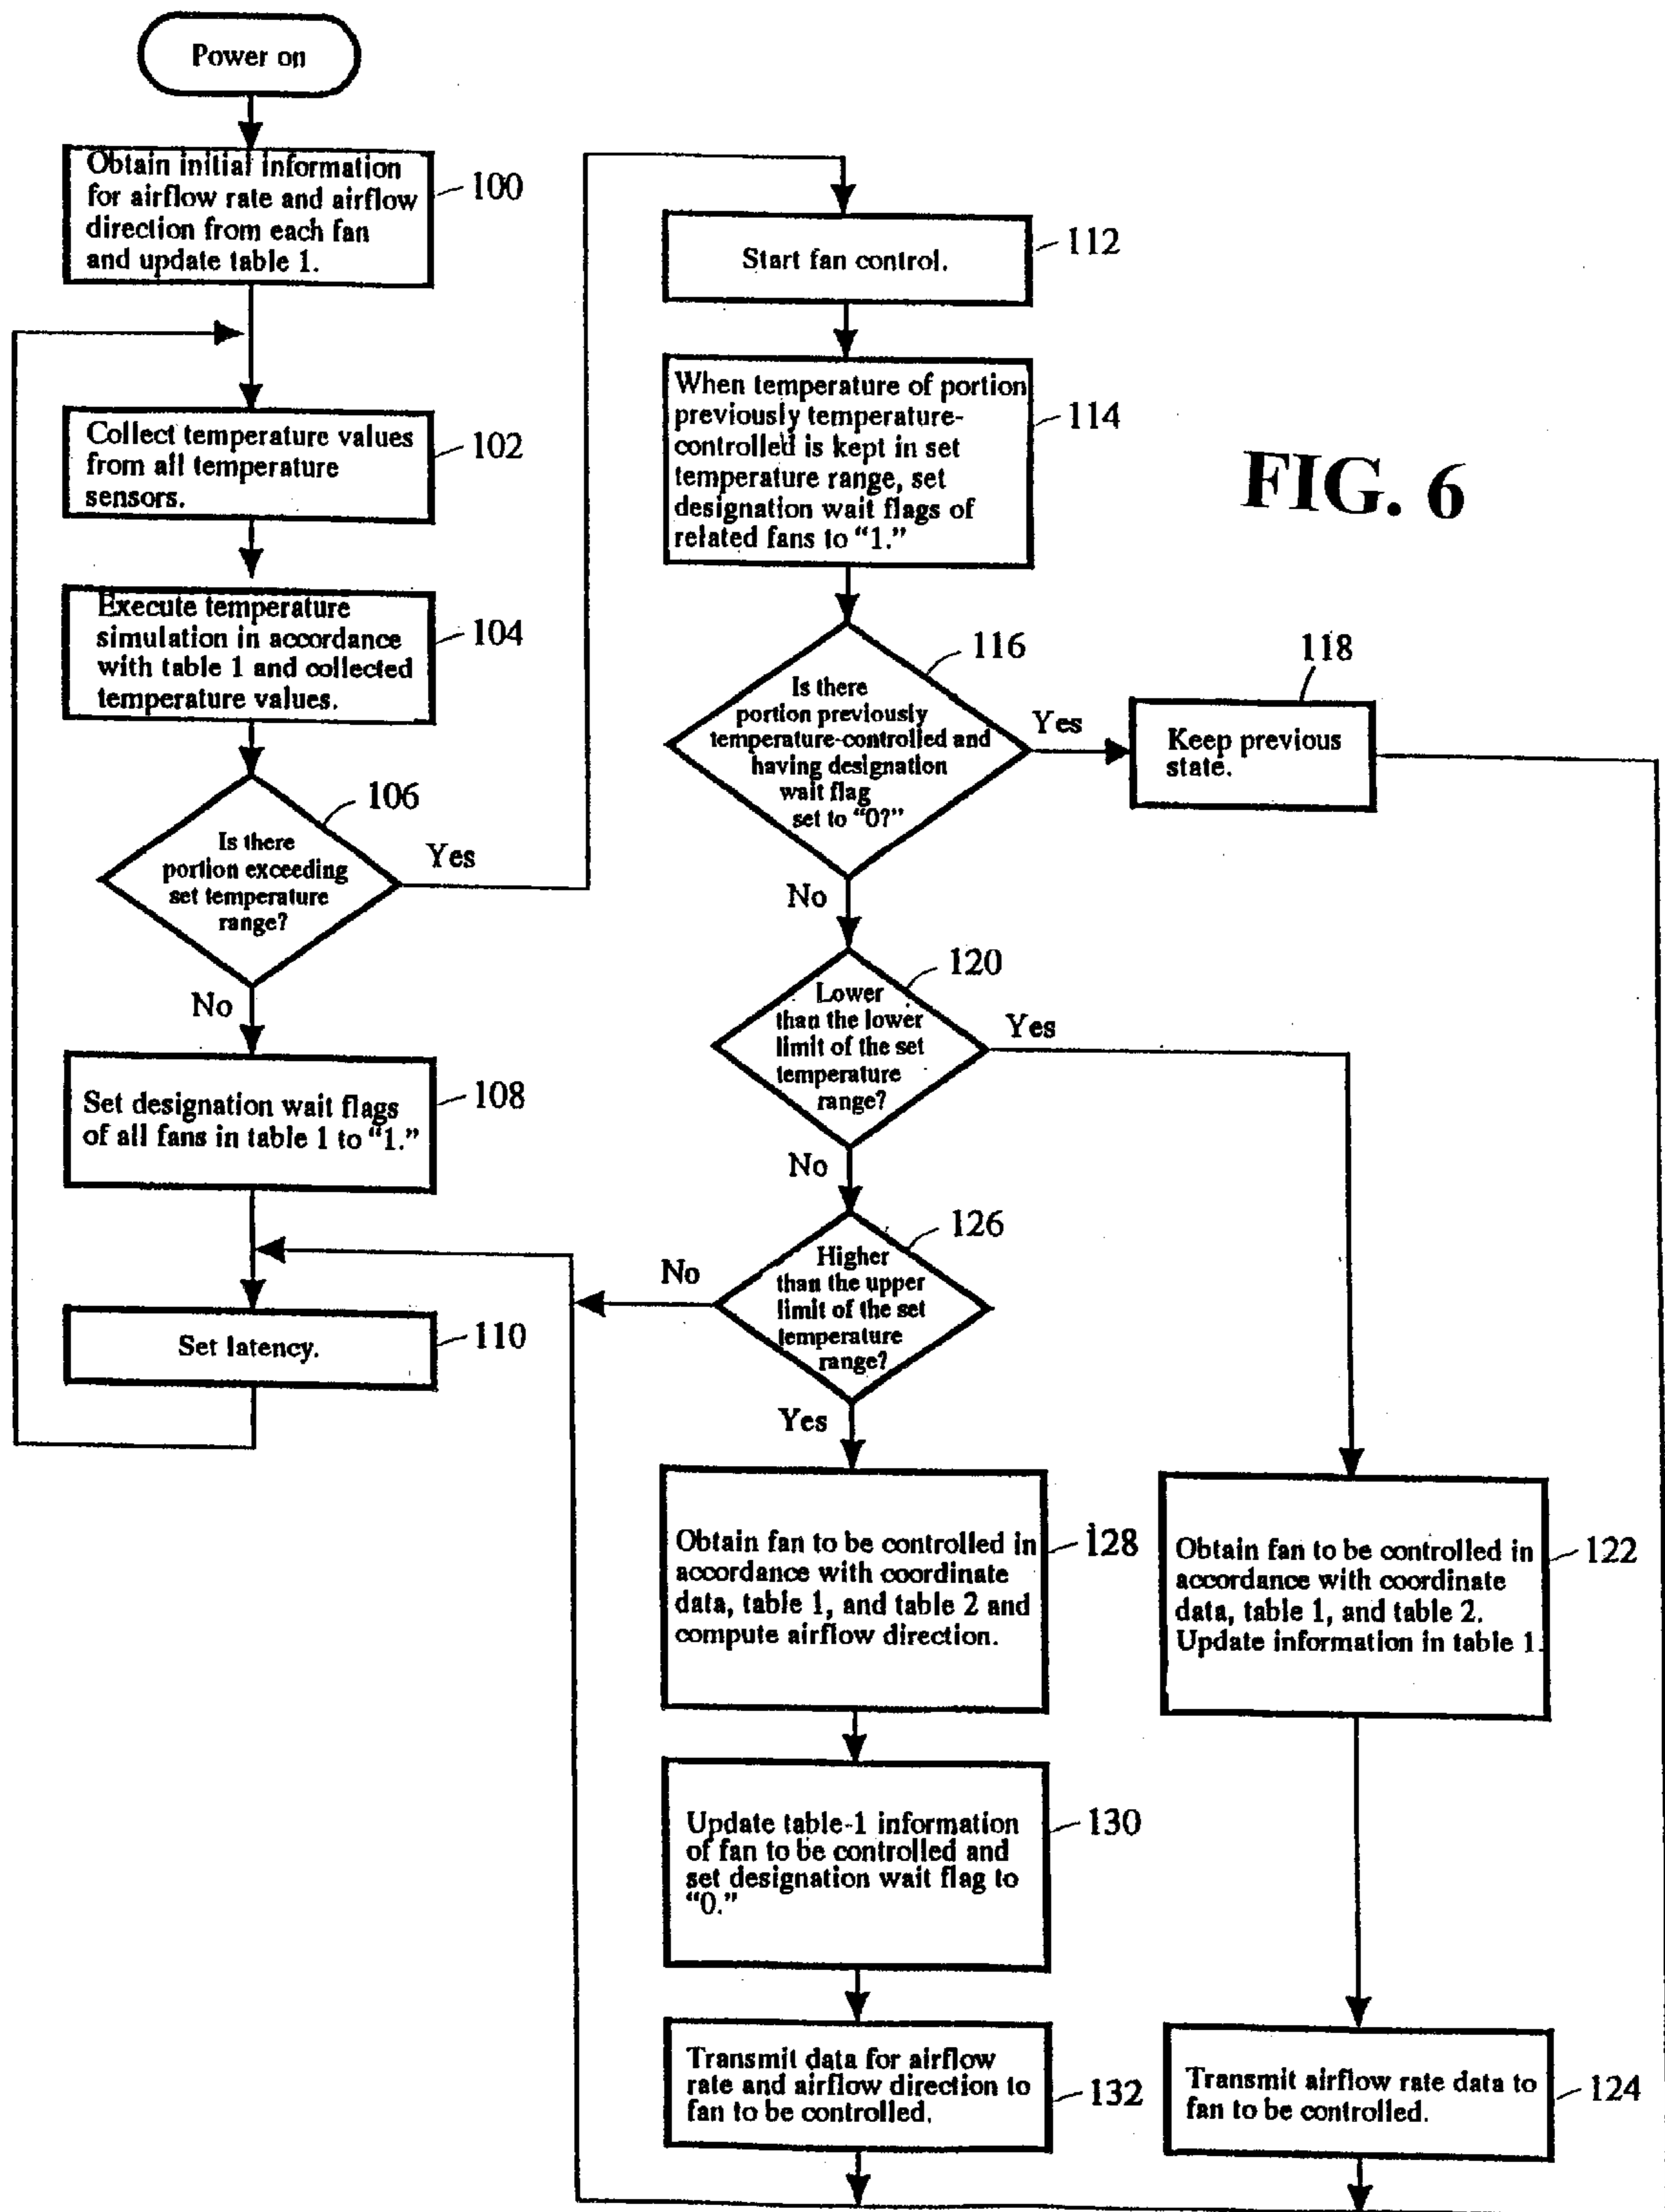 Power on
Obtain initial information
for airflow rate and airflow
direction from each fan
and update table 1.
100
Collect temperature values
from all temperature
sensors.
102
Execute temperature
simulation in accordance
with table 1 and collected
temperature values.
104
Is there
portion exceeding
set temperature
range?
106
Yes
No
Set designation wait flags
of all fans in table 1 to “1.”
108
Set latency.
110
Start fan control.
112
When temperature of portion
previously temperature-
controlled is kept in set
temperature range, set
designation wait flags of
related fans to “1.”
114
FIG. 6
Is there
portion previously
temperature-controlled and
having designation
wait flag
set to “0?”
116
Yes
Keep previous
state.
118
No
Lower
than the lower
limit of the set
temperature
range?
120
Yes
No
Higher
than the upper
limit of the set
temperature
range?
126
No
Yes
Obtain fan to be controlled in
accordance with coordinate
data, table 1, and table 2 and
compute airflow direction.
128
Obtain fan to be controlled in
accordance with coordinate
data, table 1, and table 2.
Update information in table 1.
122
Update table-1 information
of fan to be controlled and
set designation wait flag to
“0.”
130
Transmit data for airflow
rate and airflow direction to
fan to be controlled.
132
Transmit airflow rate data to
fan to be controlled.
124